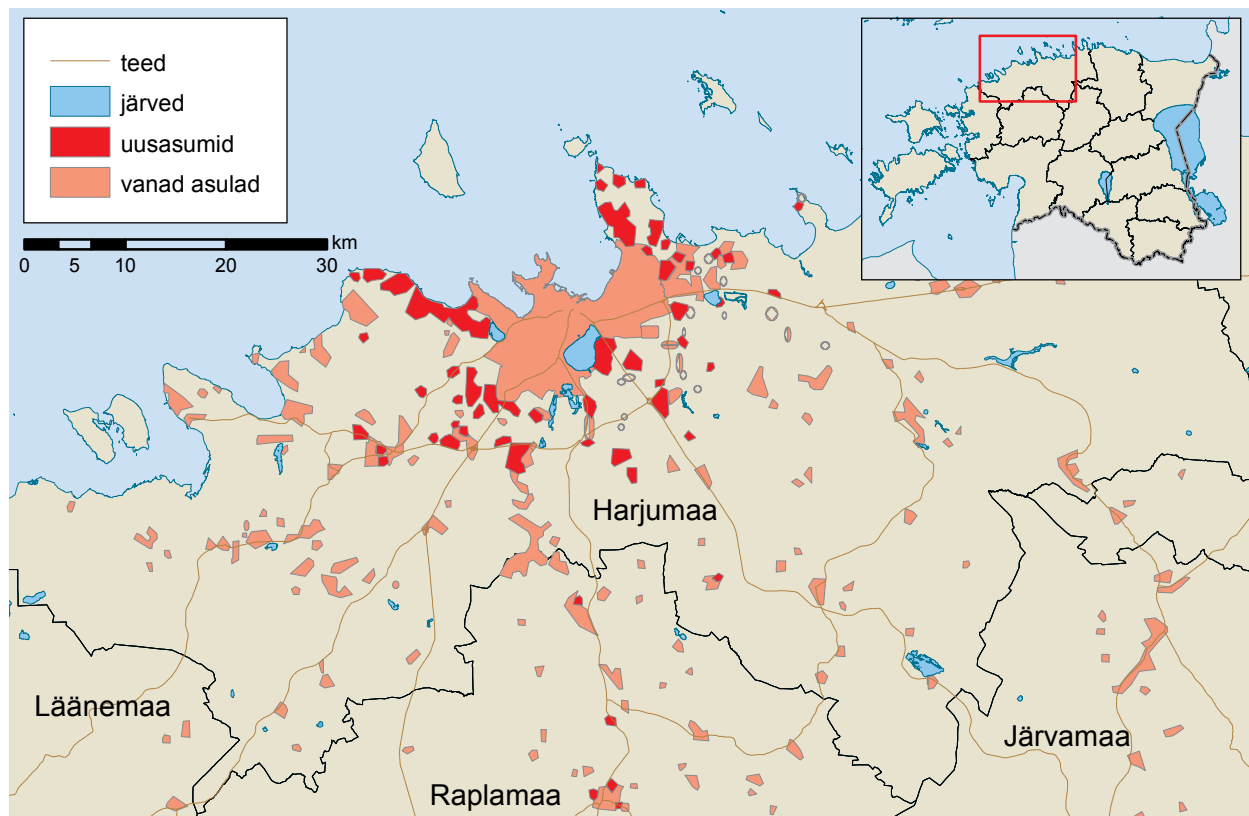 teed
järved
uusasumid
vanad asulad
km
0 5 10 20 30
Harjumaa
Läänemaa
Järvamaa
Raplamaa